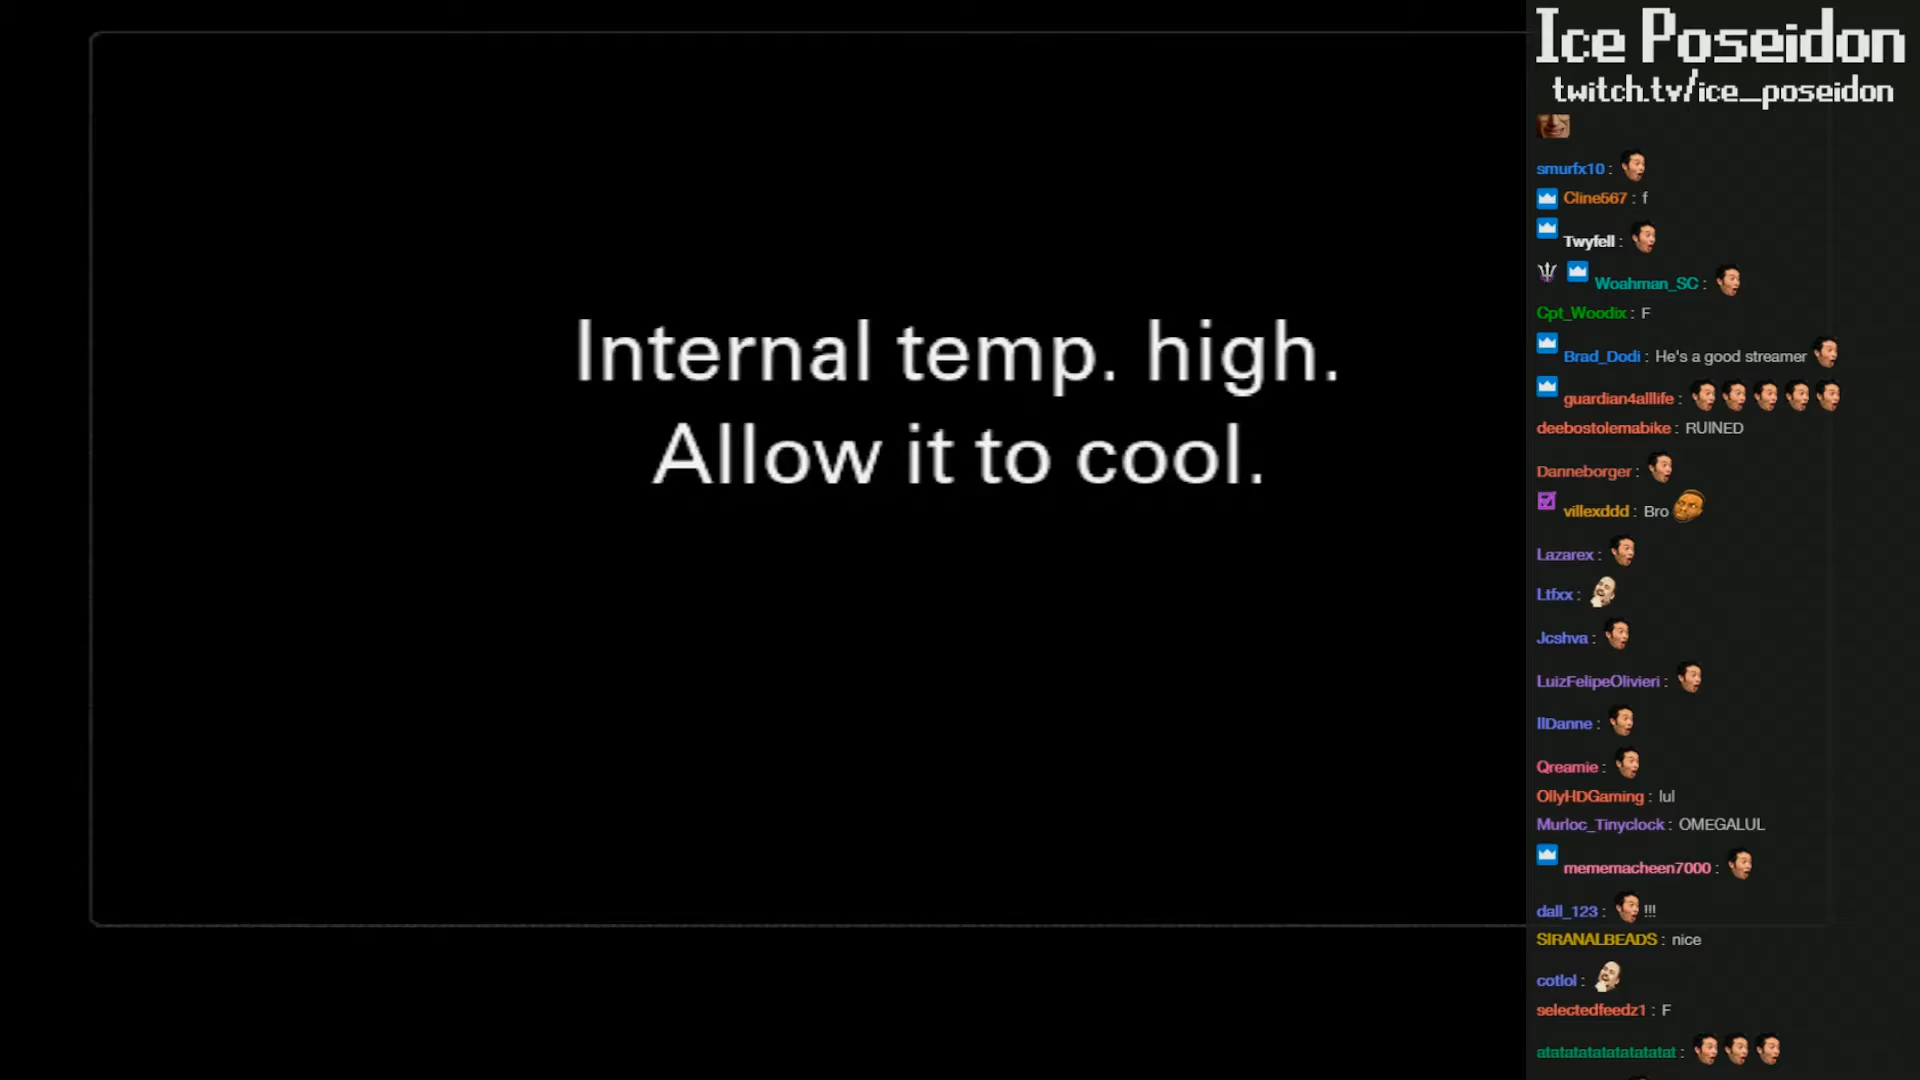 Internal temp. high.
Allow it to cool.
Ice Poseidon
twitch.tv/ice_poseidon
smurfx10 :
Cline567 : f
Twyfell :
Woahman_SC :
Cpt_Woodix : F
Brad_Dodi : He's a good streamer
guardian4alllife :
deebostolemabike : RUINED
Danneborger :
villexddd : Bro
Lazarex :
Ltfxx :
Jcshva :
LuizFelipeOlivieri :
llDanne :
Qreamie :
OllyHDGaming : lul
Murloc_Tinyclock : OMEGALUL
mememacheen7000 :
dall_123 : !!!
SIRANALBEADS : nice
cotlol :
selectedfeedz1 : F
atatatatatatatatat :